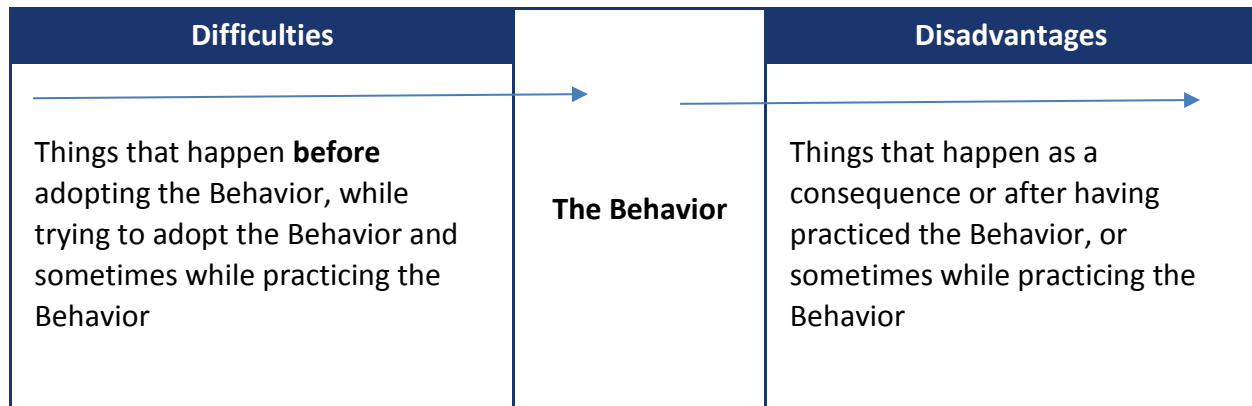 Difficulties
Things that happen before
adopting the Behavior, while
trying to adopt the Behavior and
sometimes while practicing the
Behavior
The Behavior
Disadvantages
Things that happen as a
consequence or after having
practiced the Behavior, or
sometimes while practicing the
Behavior